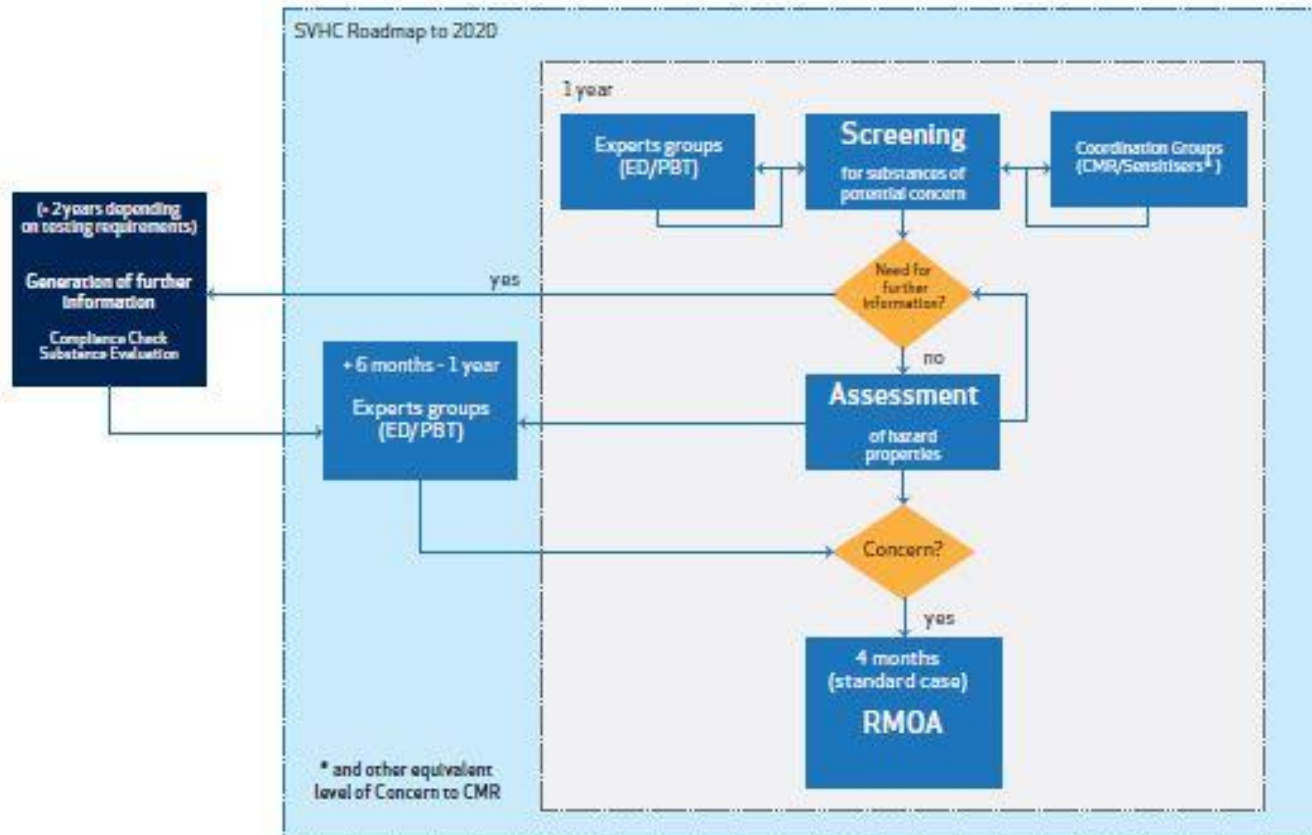 SVHC Roadmap to 2020
1 year
Experts groups
(ED/PBT)
Screening
for substances of
potential concern
Coordination Groups
(CMR/Sensitisers* )
(+ 2 years depending
on testing requirements)
Generation of further
information
Compliance Check
Substance Evaluation
yes
Need for
further
information?
no
+ 6 months - 1 year
Experts groups
(ED/PBT)
Assessment
of hazard
properties
Concern?
yes
4 months
(standard case)
RMOA
* and other equivalent
level of Concern to CMR